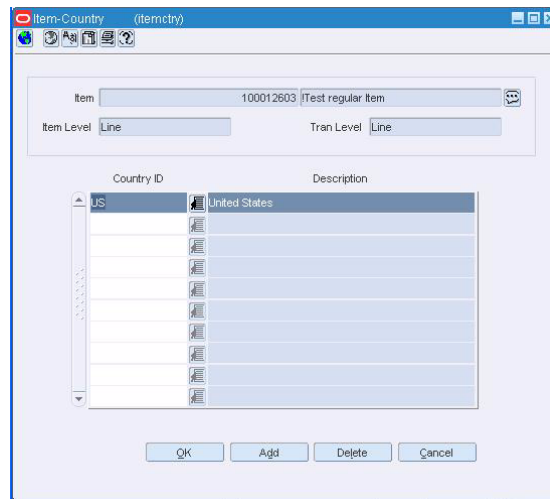 Item-Country (itemctry)
Item 100012603 !Test regular Item
Item Level Line Tran Level Line
Country ID Description
US United States
OK Add Delete Cancel